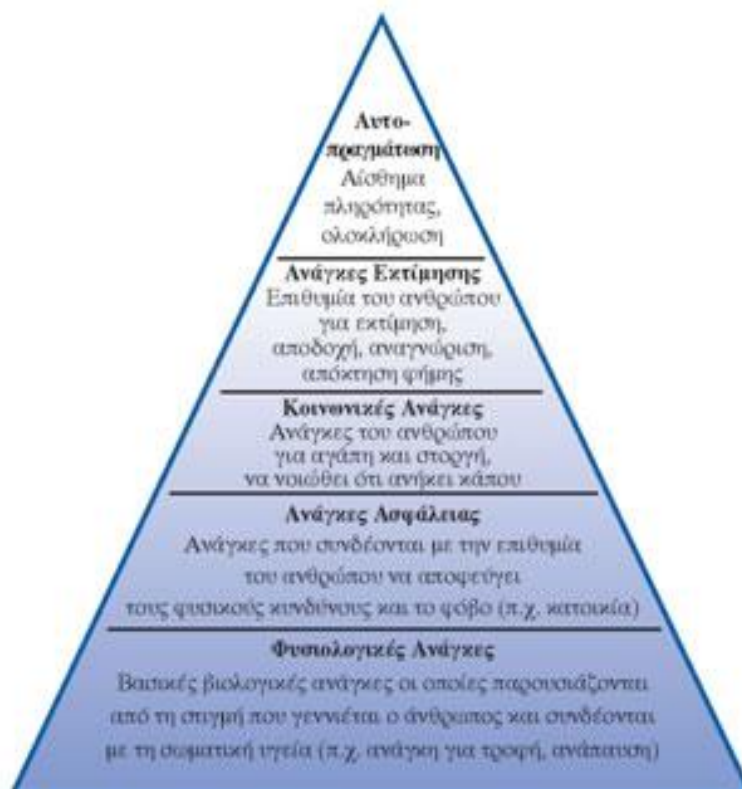 Αυτο-
πραγμάτωση
Αίσθημα
πληρότητας,
ολοκλήρωση
Ανάγκες Εκτίμησης
Επιθυμία του ανθρώπου
για εκτίμηση,
αποδοχή, αναγνώριση,
απόκτηση φήμης
Κοινωνικές Ανάγκες
Ανάγκες του ανθρώπου
για αγάπη και στοργή,
να νοιώθει ότι ανήκει κάπου
Ανάγκες Ασφάλειας
Ανάγκες που συνδέονται με την επιθυμία
του ανθρώπου να αποφεύγει
τους φυσικούς κινδύνους και το φόβο (π.χ. κατοικία)
Φυσιολογικές Ανάγκες
Βασικές βιολογικές ανάγκες οι οποίες παρουσιάζονται
από τη στιγμή που γεννιέται ο άνθρωπος και συνδέονται
με τη σωματική υγεία (π.χ. ανάγκη για τροφή, ανάπαυση)